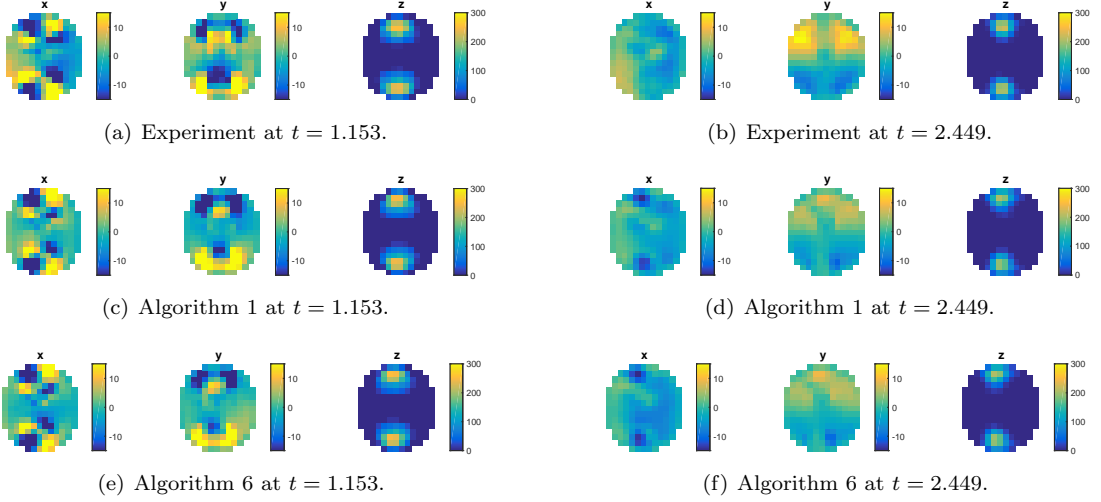 x y z x y z
10 0 -10 10 0 -10 300 200 100 0 10 0 -10 10 0 -10 300 200 100 0
(a) Experiment at t = 1.153. (b) Experiment at t = 2.449.
x y z x y z
10 0 -10 10 0 -10 300 200 100 0 10 0 -10 10 0 -10 300 200 100 0
(c) Algorithm 1 at t = 1.153. (d) Algorithm 1 at t = 2.449.
x y z x y z
10 0 -10 10 0 -10 300 200 100 0 10 0 -10 10 0 -10 300 200 100 0
(e) Algorithm 6 at t = 1.153. (f) Algorithm 6 at t = 2.449.